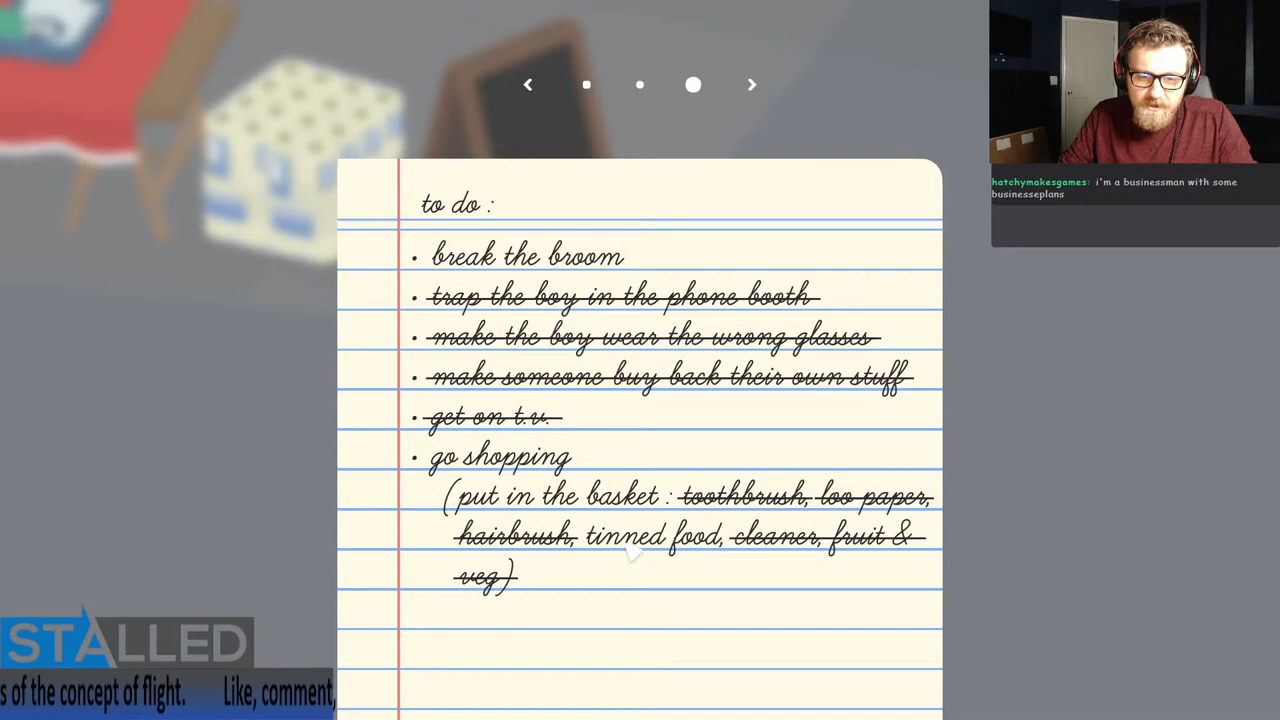 to do :
• break the broom
• trap the boy in the phone booth
• make the boy wear the wrong glasses
• make someone buy back their own stuff
• get on t.v.
• go shopping
(put in the basket : toothbrush, loo paper,
hairbrush, tinned food, cleaner, fruit &
veg)
hatchymakesgames: i'm a businessman with some
businesseplans
STALLED
s of the concept of flight. Like, comment,